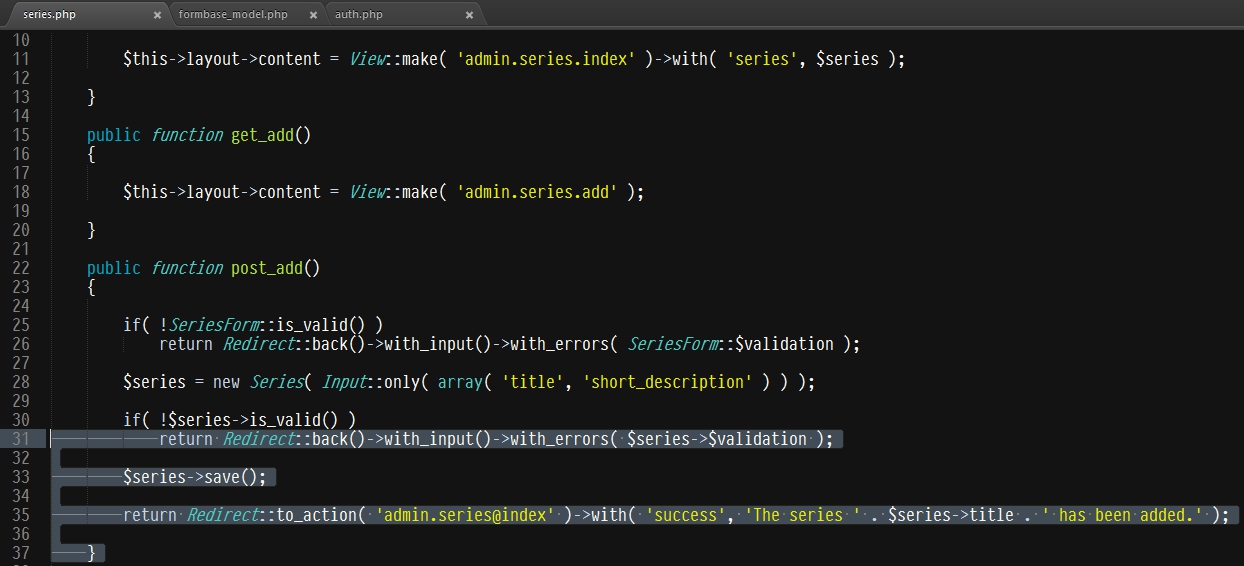 series.php × formbase_model.php × auth.php ×
10
11 $this->layout->content = View::make( 'admin.series.index' )->with( 'series', $series );
12
13 }
14
15 public function get_add()
16 {
17
18 $this->layout->content = View::make( 'admin.series.add' );
19
20 }
21
22 public function post_add()
23 {
24
25 if( !SeriesForm::is_valid() )
26 return Redirect::back()->with_input()->with_errors( SeriesForm::$validation );
27
28 $series = new Series( Input::only( array( 'title', 'short_description' ) ) );
29
30 if( !$series->is_valid() )
31 return Redirect::back()->with_input()->with_errors( $series->$validation );
32
33 $series->save();
34
35 return Redirect::to_action( 'admin.series@index' )->with( 'success', 'The series ' . $series->title . ' has been added.' );
36
37 }